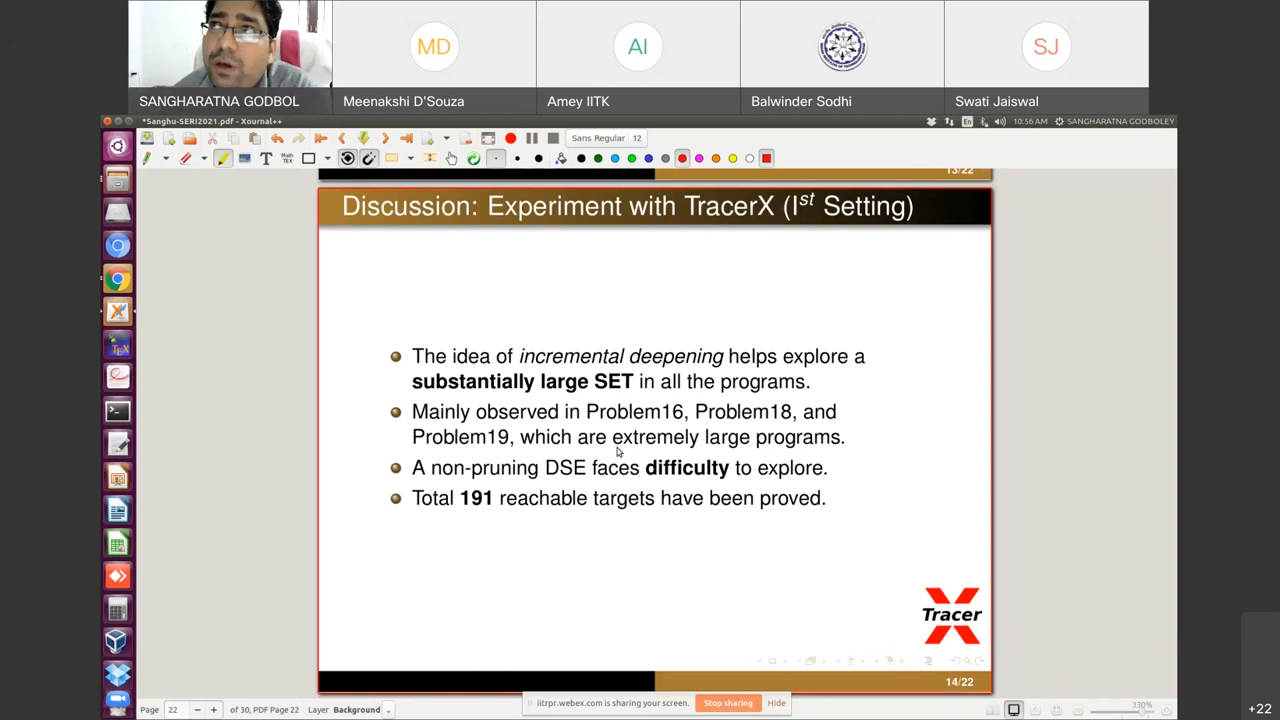 MD
AI
SJ
SANGHARATNA GODBOL
Meenakshi D'Souza
Amey IITK
Balwinder Sodhi
Swati Jaiswal
*Sanghu-SERI2021.pdf - Xournal++
En
10:56 AM
SANGHARATNA GODBOLEY
Sans Regular
12
13/22
Discussion: Experiment with TracerX (Ist Setting)
The idea of incremental deepening helps explore a
substantially large SET in all the programs.
Mainly observed in Problem16, Problem18, and
Problem19, which are extremely large programs.
A non-pruning DSE faces difficulty to explore.
Total 191 reachable targets have been proved.
Tracer
X
14/22
Page
22
of 30, PDF Page 22
Layer
Background
liitrpr.webex.com is sharing your screen.
Stop sharing
Hide
330%
+22